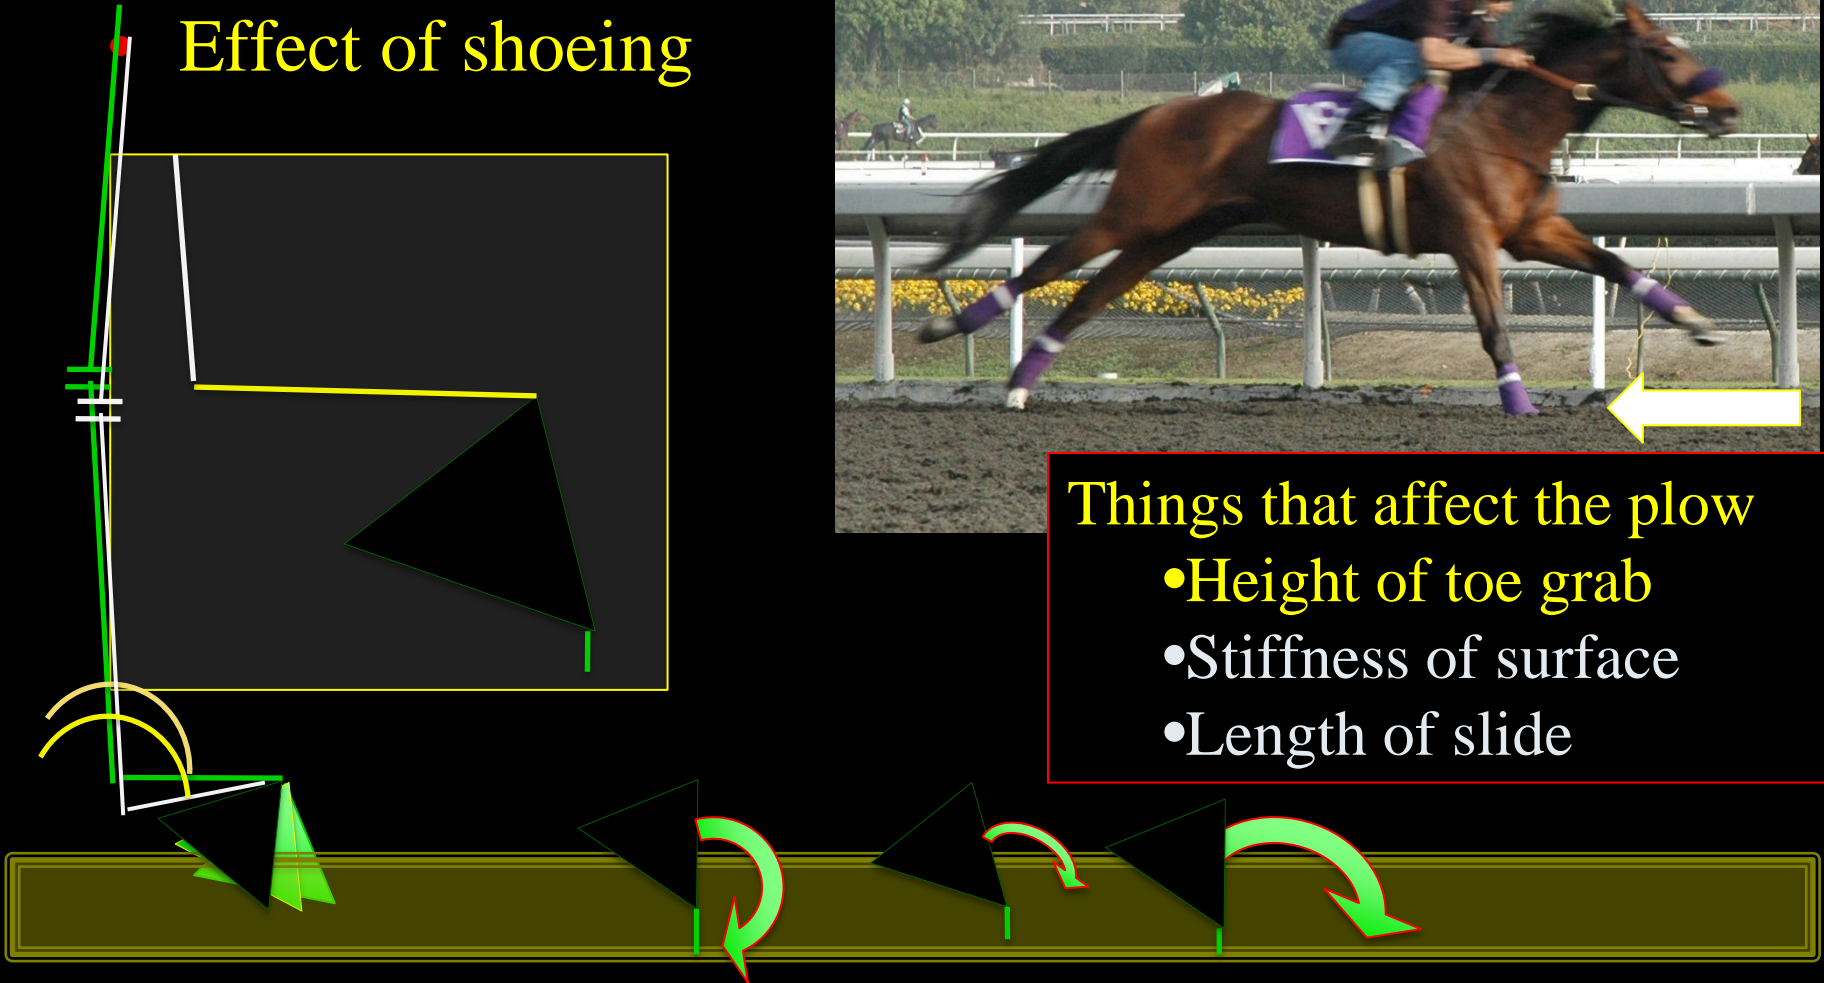 Effect of shoeing
Things that affect the plow
•Height of toe grab
•Stiffness of surface
•Length of slide